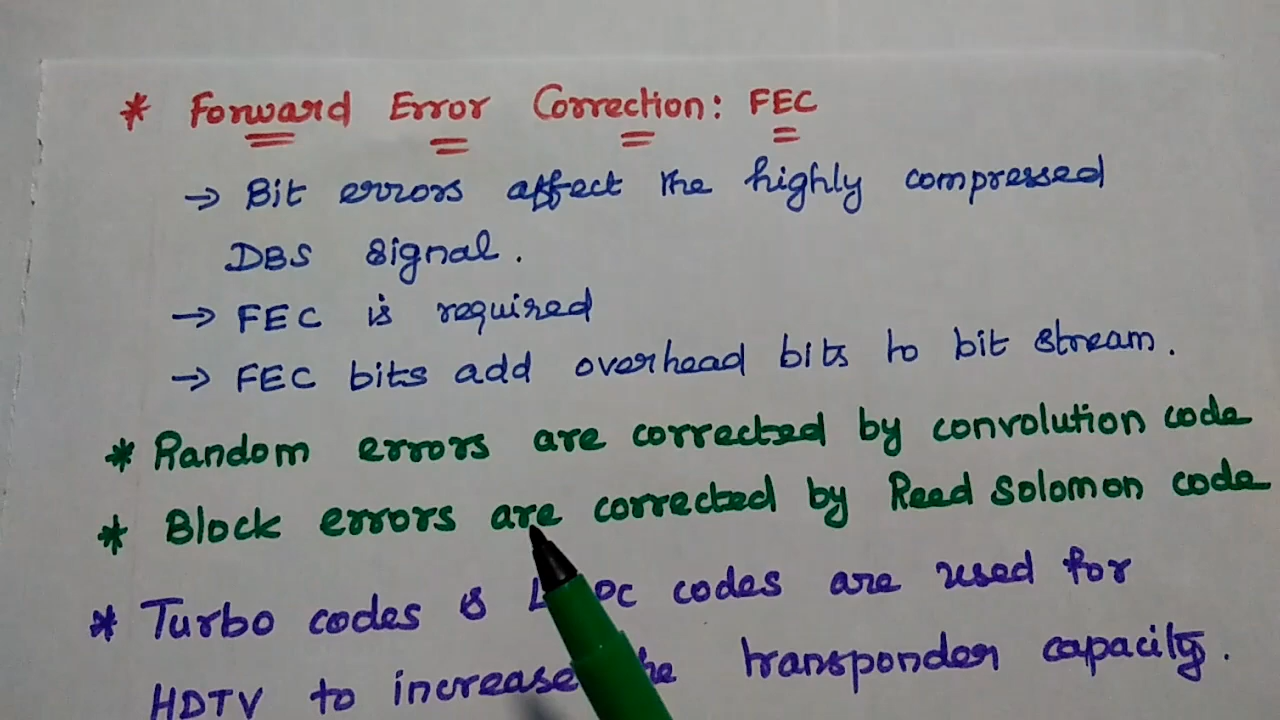 * Forward Error Correction: FEC
→ Bit errors affect the highly compressed
DBS signal.
→ FEC is required
→ FEC bits add overhead bits to bit stream.
* Random errors are corrected by convolution code
* Block errors are corrected by Reed Solomon code
* Turbo codes & codes are used for
HDTV to increase transponder capacity.